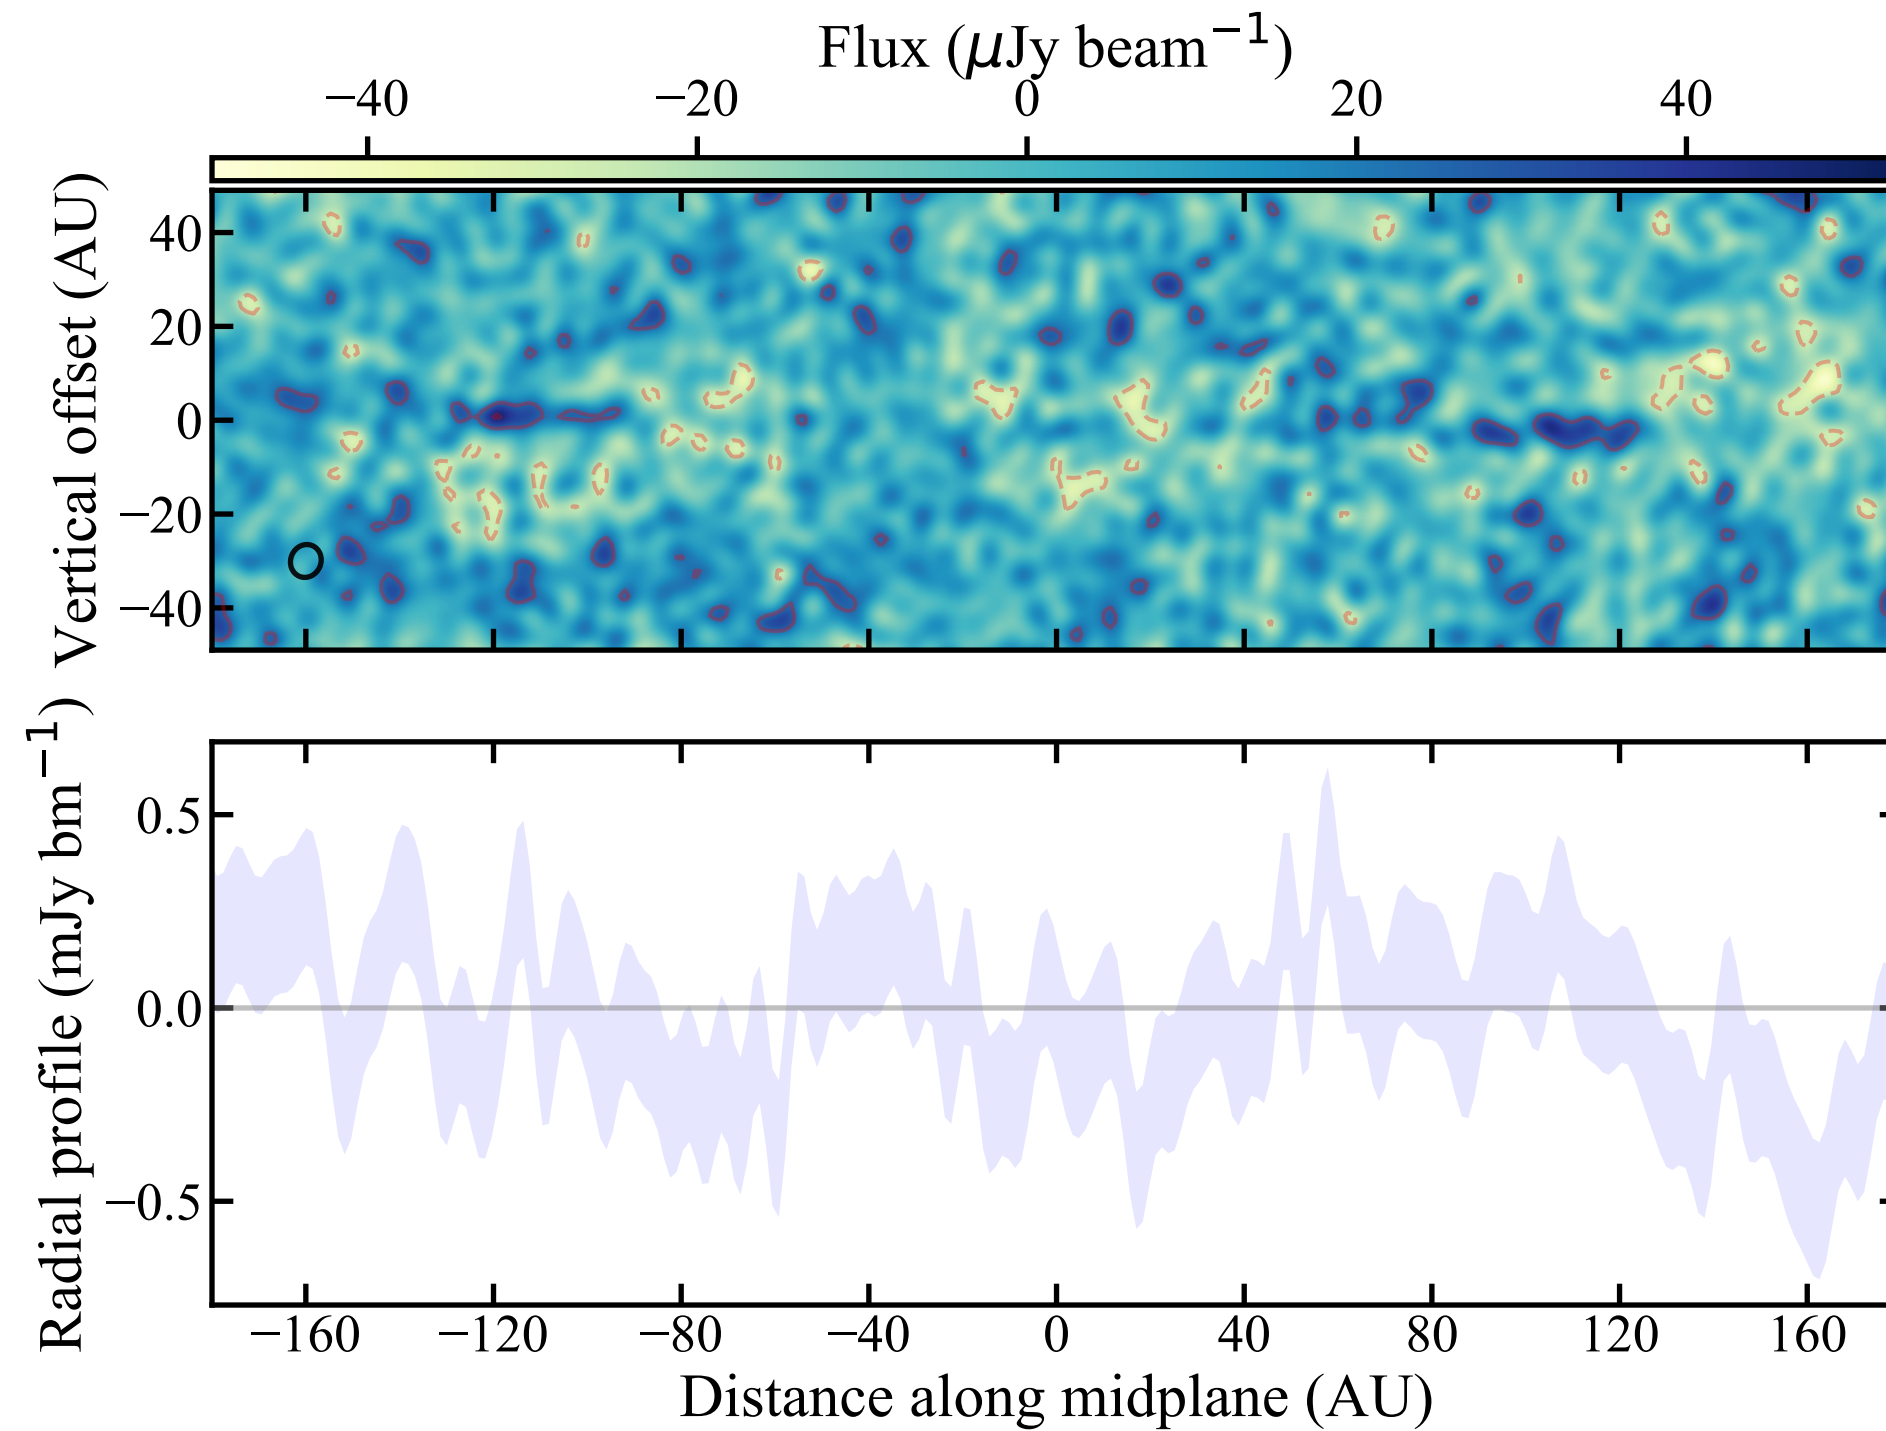 Flux (μJy beam⁻¹)
−40 −20 0 20 40
Vertical offset (AU)
40
20
0
−20
−40
Radial profile (mJy bm⁻¹)
0.5
0.0
−0.5
−160 −120 −80 −40 0 40 80 120 160
Distance along midplane (AU)